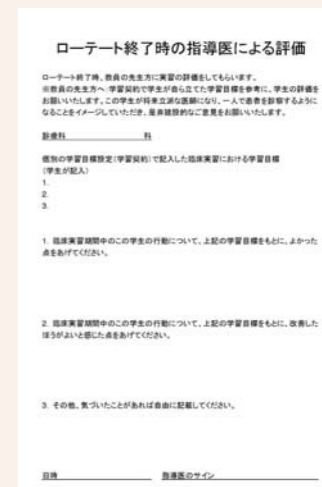 ローテート終了時の指導医による評価
ローテート終了時、教員の先生方に実習の評価をしてもらいます。
※教員の先生方へ:学習契約で学生が自ら立てた学習目標を参考に、学生の評価を
お願いいたします。この学生が将来立派な医師になり、一人で患者を診察するように
なることをイメージしていただき、是非建設的なご意見をお願いいたします。
診療科 科
個別の学習目標設定(学習契約)で記入した臨床実習における学習目標
(学生が記入)
1.
2.
3.
1. 臨床実習期間中のこの学生の行動について、上記の学習目標をもとに、よかった
点をあげてください。
2. 臨床実習期間中のこの学生の行動について、上記の学習目標をもとに、改善した
ほうがよいと感じた点をあげてください。
3. その他、気づいたことがあれば自由に記載してください。
日時 指導医のサイン